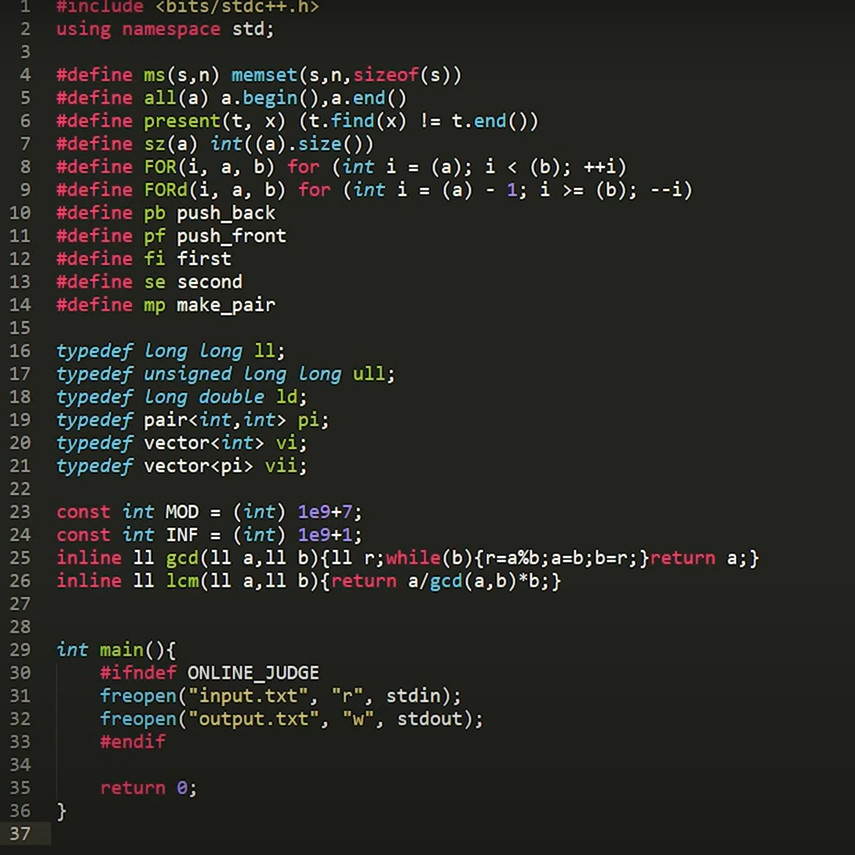 1 #include <bits/stdc++.h>
2 using namespace std;
3
4 #define ms(s,n) memset(s,n,sizeof(s))
5 #define all(a) a.begin(),a.end()
6 #define present(t, x) (t.find(x) != t.end())
7 #define sz(a) int((a).size())
8 #define FOR(i, a, b) for (int i = (a); i < (b); ++i)
9 #define FORd(i, a, b) for (int i = (a) - 1; i >= (b); --i)
10 #define pb push_back
11 #define pf push_front
12 #define fi first
13 #define se second
14 #define mp make_pair
15
16 typedef long long ll;
17 typedef unsigned long long ull;
18 typedef long double ld;
19 typedef pair<int,int> pi;
20 typedef vector<int> vi;
21 typedef vector<pi> vii;
22
23 const int MOD = (int) 1e9+7;
24 const int INF = (int) 1e9+1;
25 inline ll gcd(ll a,ll b){ll r;while(b){r=a%b;a=b;b=r;}return a;}
26 inline ll lcm(ll a,ll b){return a/gcd(a,b)*b;}
27
28
29 int main(){
30     #ifndef ONLINE_JUDGE
31     freopen("input.txt", "r", stdin);
32     freopen("output.txt", "w", stdout);
33     #endif
34
35     return 0;
36 }
37